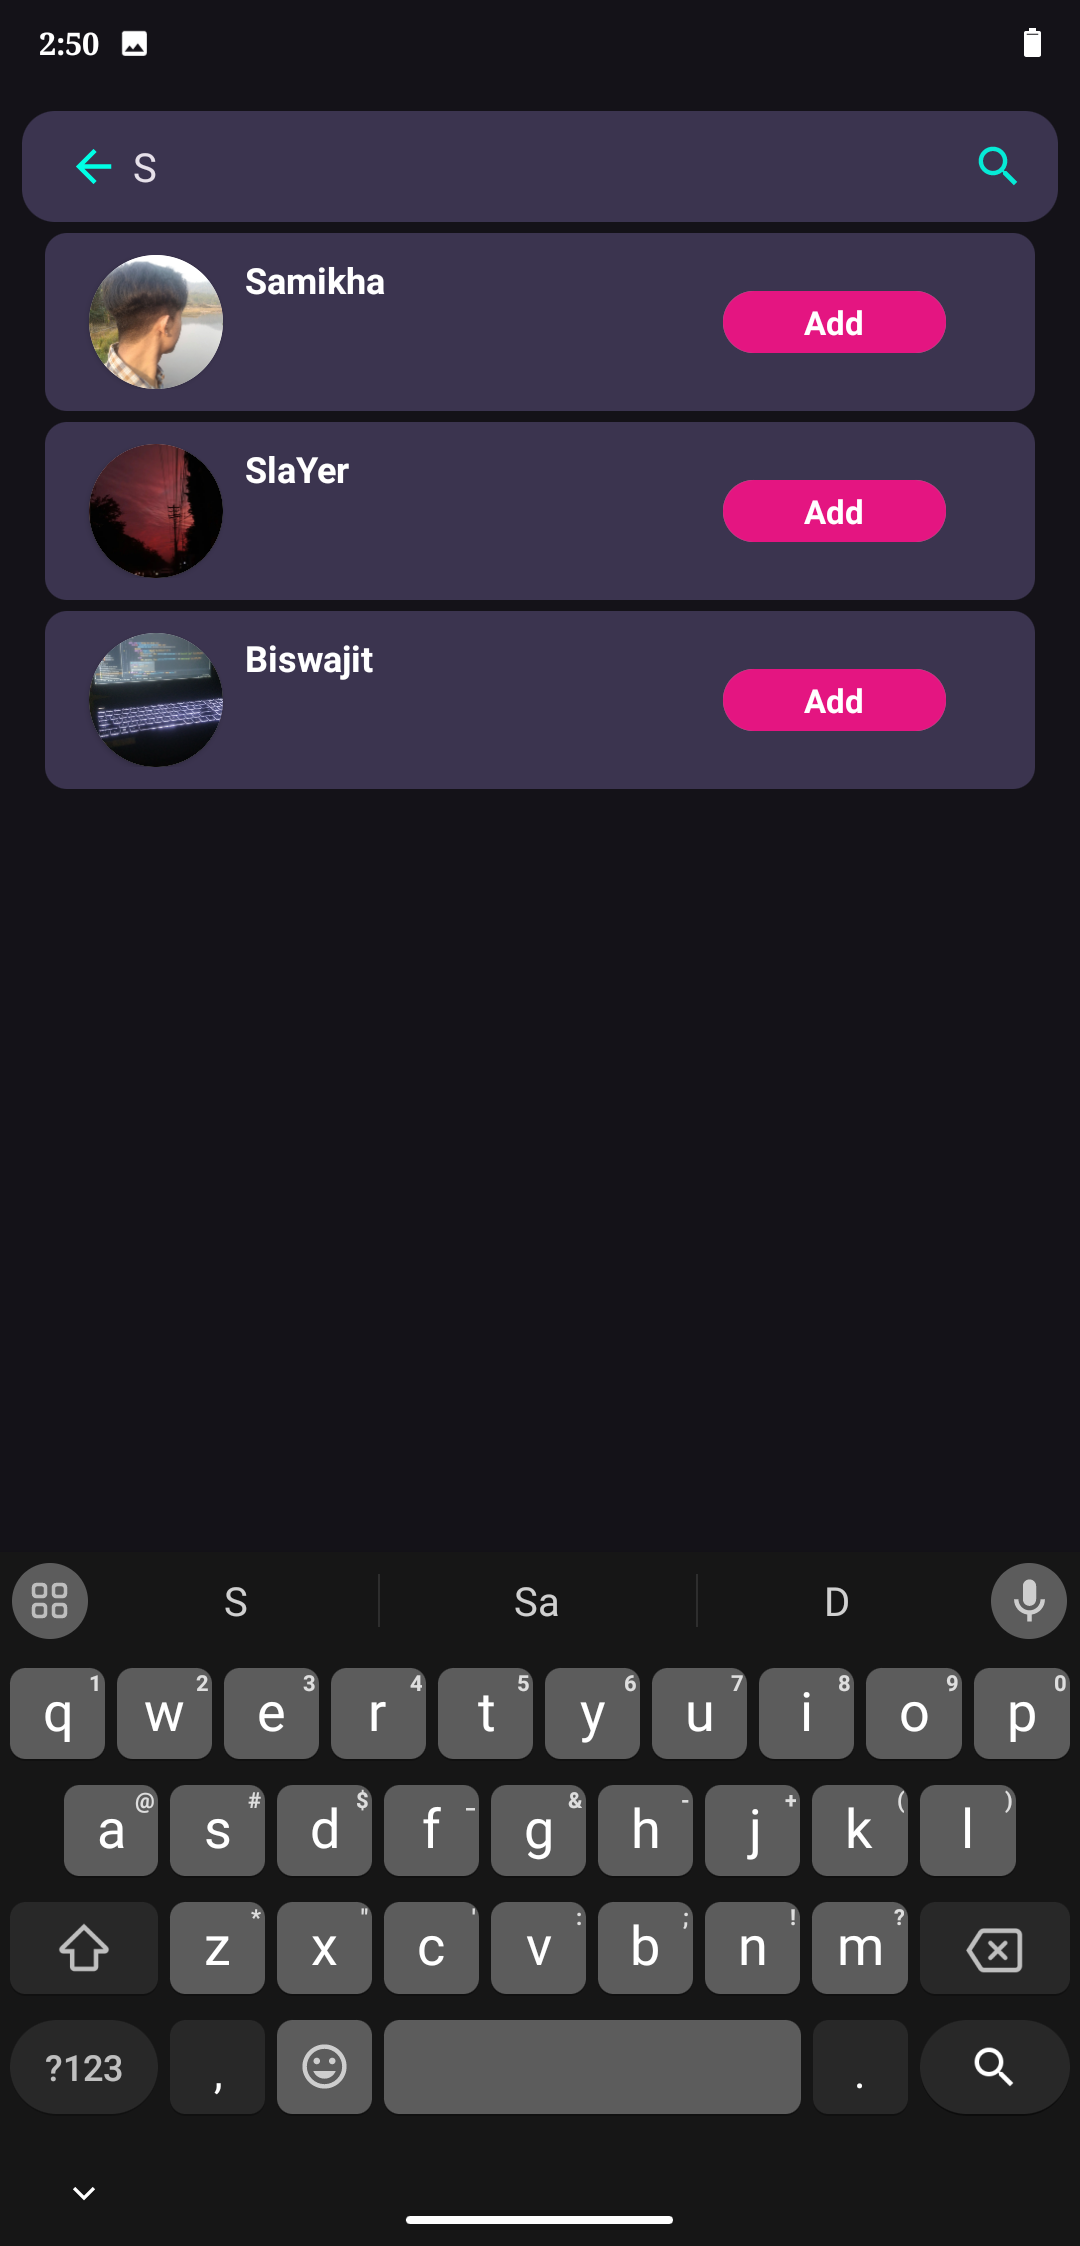 2:50
S
Samikha
Add
SlaYer
Add
Biswajit
Add
S Sa D
q 1 w 2 e 3 r 4 t 5 y 6 u 7 i 8 o 9 p 0
a @ s # d $ f _ g & h - j + k ( l )
z * x " c ' v : b ; n ! m ?
?123 , .